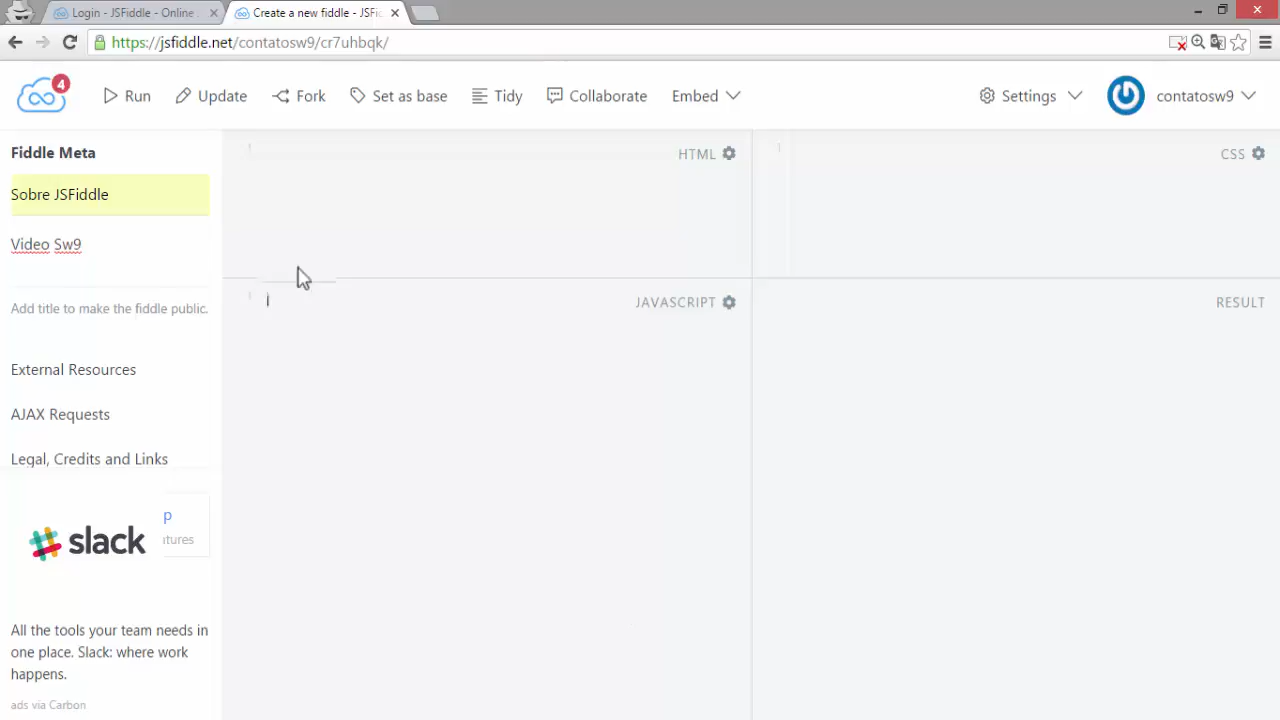 Login - JSFiddle - Online
Create a new fiddle - JSFi
https://jsfiddle.net/contatosw9/cr7uhbqk/
4
Run
Update
Fork
Set as base
Tidy
Collaborate
Embed
Settings
contatosw9
Fiddle Meta
Sobre JSFiddle
Video Sw9
Add title to make the fiddle public.
External Resources
AJAX Requests
Legal, Credits and Links
HTML
CSS
JAVASCRIPT
RESULT
slack
All the tools your team needs in
one place. Slack: where work
happens.
ads via Carbon